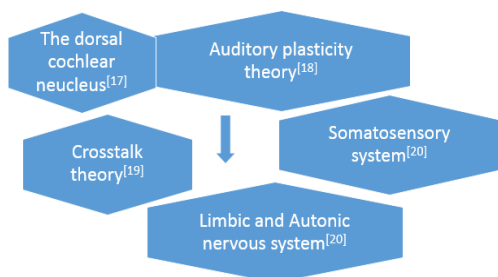 The dorsal
cochlear
neucleus[17]
Auditory plasticity
theory[18]
Somatosensory
system[20]
Crosstalk
theory[19]
Limbic and Autonic
nervous system[20]